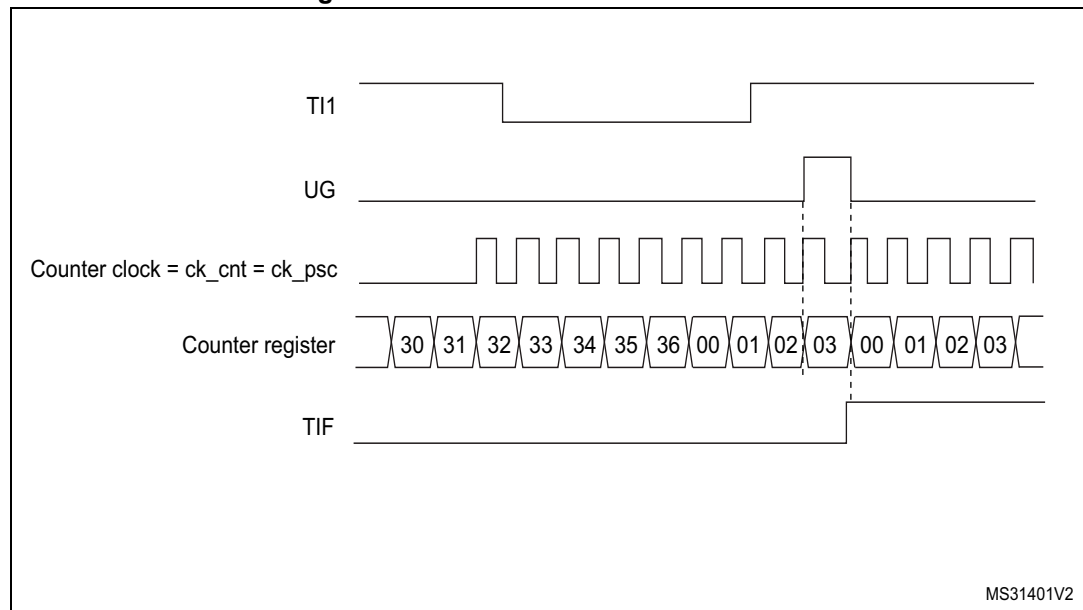 TI1
UG
Counter clock = ck_cnt = ck_psc
Counter register 30 31 32 33 34 35 36 00 01 02 03 00 01 02 03
TIF
MS31401V2